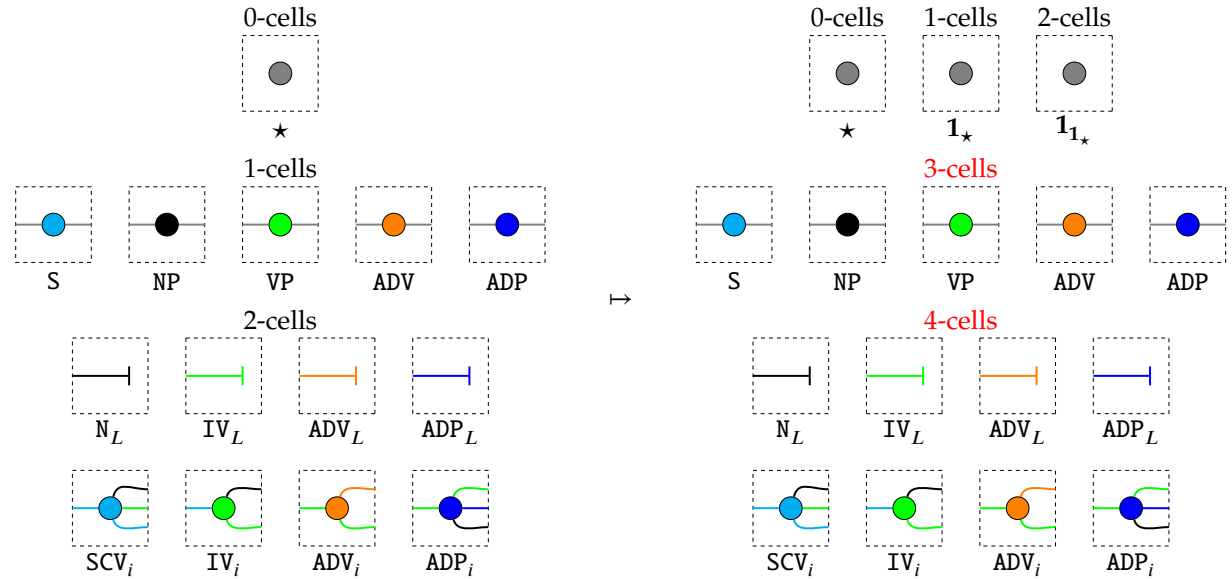 0-cells
⋆
1-cells
S NP VP ADV ADP
2-cells
N_L IV_L ADV_L ADP_L
SCV_i IV_i ADV_i ADP_i
↦
0-cells 1-cells 2-cells
⋆ 1_⋆ 1_{1_⋆}
3-cells
S NP VP ADV ADP
4-cells
N_L IV_L ADV_L ADP_L
SCV_i IV_i ADV_i ADP_i